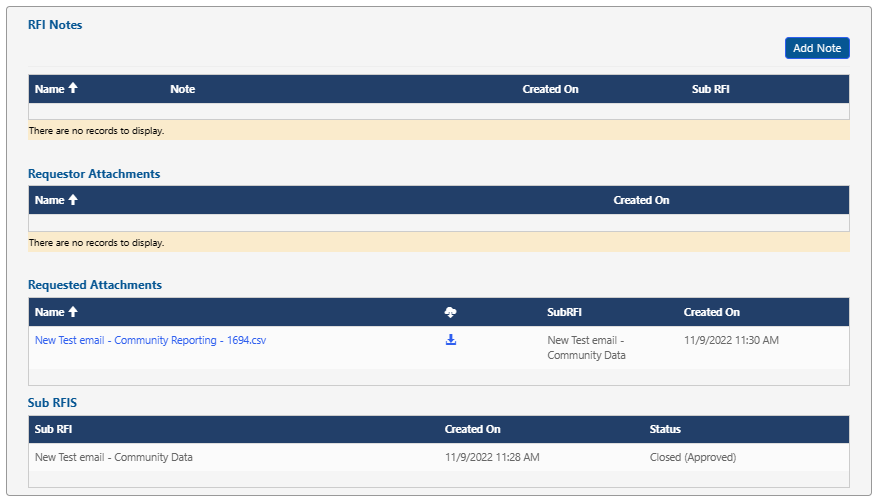 RFI Notes
Add Note
Name Note Created On Sub RFI
There are no records to display.
Requestor Attachments
Name Created On
There are no records to display.
Requested Attachments
Name SubRFI Created On
New Test email - Community Reporting - 1694.csv New Test email - 11/9/2022 11:30 AM
Community Data
Sub RFIS
Sub RFI Created On Status
New Test email - Community Data 11/9/2022 11:28 AM Closed (Approved)